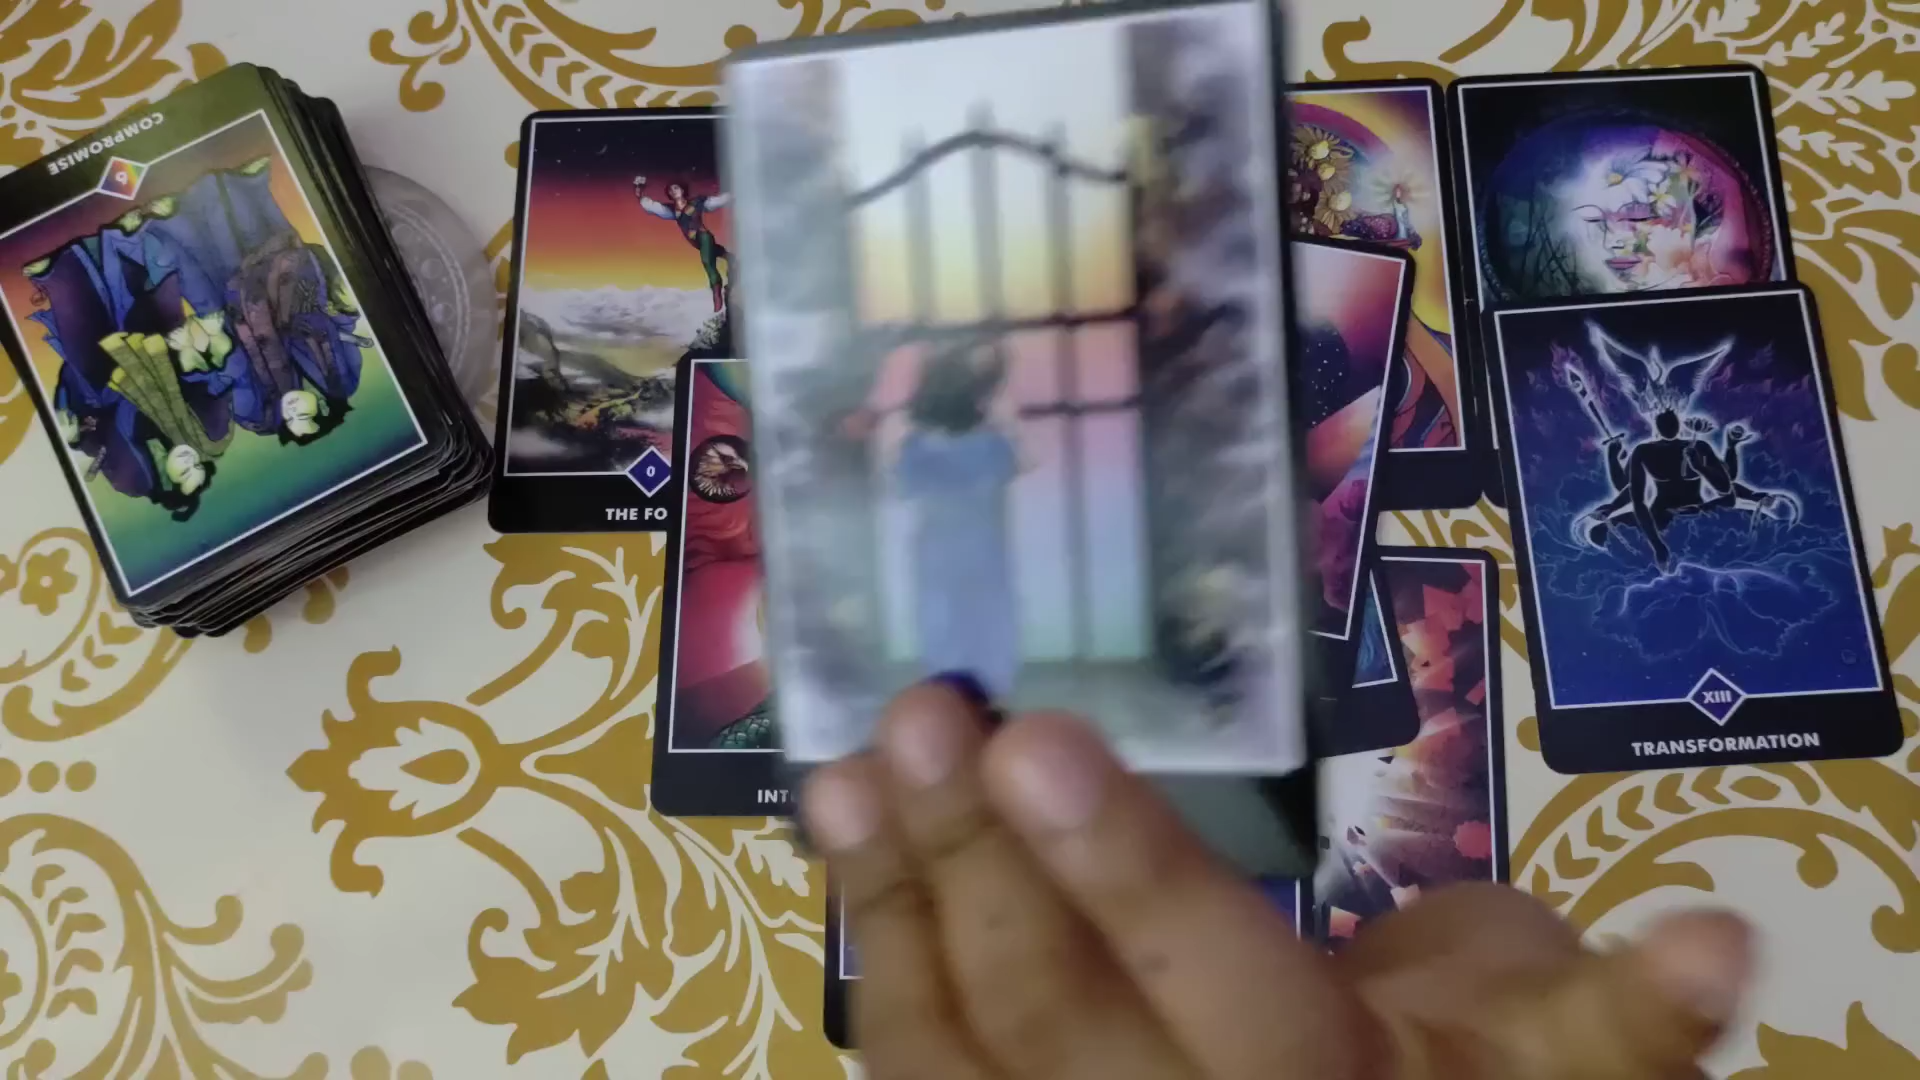 COMPROMISE
6
0
THE FO
INT
XIII
TRANSFORMATION